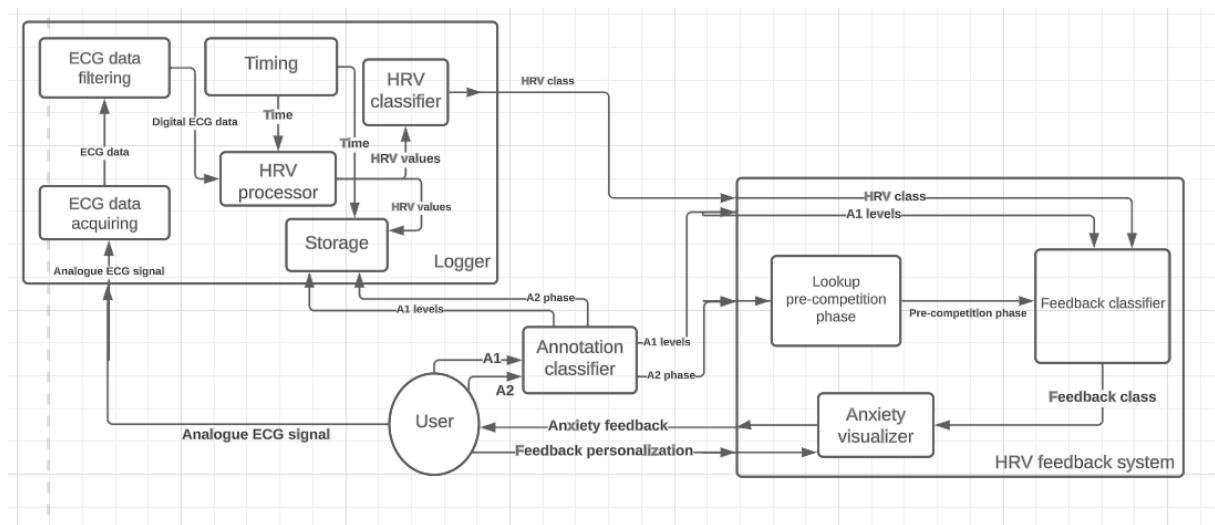 ECG data
filtering
Timing
HRV
classifier
HRV class
Digital ECG data
Time
ECG data
Time
HRV values
HRV
processor
ECG data
acquiring
HRV values
Storage
Logger
Analogue ECG signal
HRV class
A1 levels
Lookup
pre-competition
phase
Pre-competition phase
Feedback classifier
A2 phase
A1 levels
Annotation
classifier
A1 levels
A2 phase
A1
A2
User
Analogue ECG signal
Anxiety feedback
Feedback personalization
Feedback class
Anxiety
visualizer
HRV feedback system